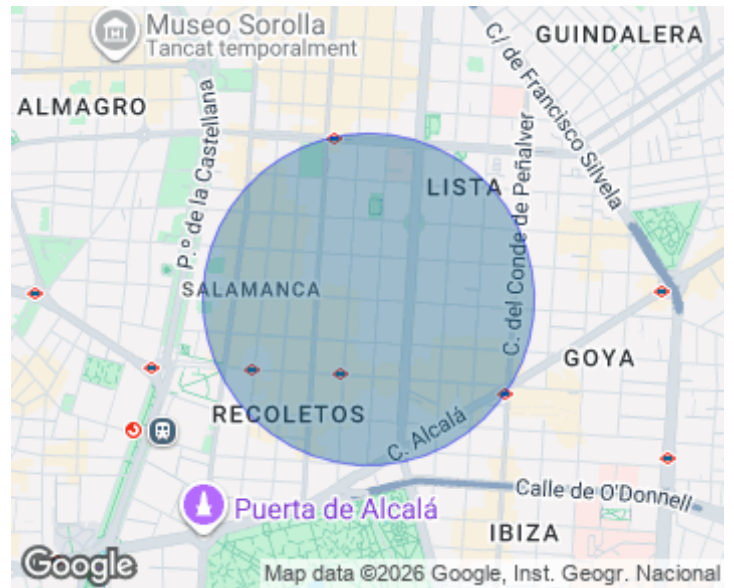 Museo Sorolla
Tancat temporalment
GUINDALERA
C/ de Francisco Silvela
ALMAGRO
P.º de la Castellana
LISTA
C. del Conde de Peñalver
SALAMANCA
GOYA
RECOLETOS
C. Alcalá
Calle de O'Donnell
Puerta de Alcalá
IBIZA
Google
Map data ©2026 Google, Inst. Geogr. Nacional